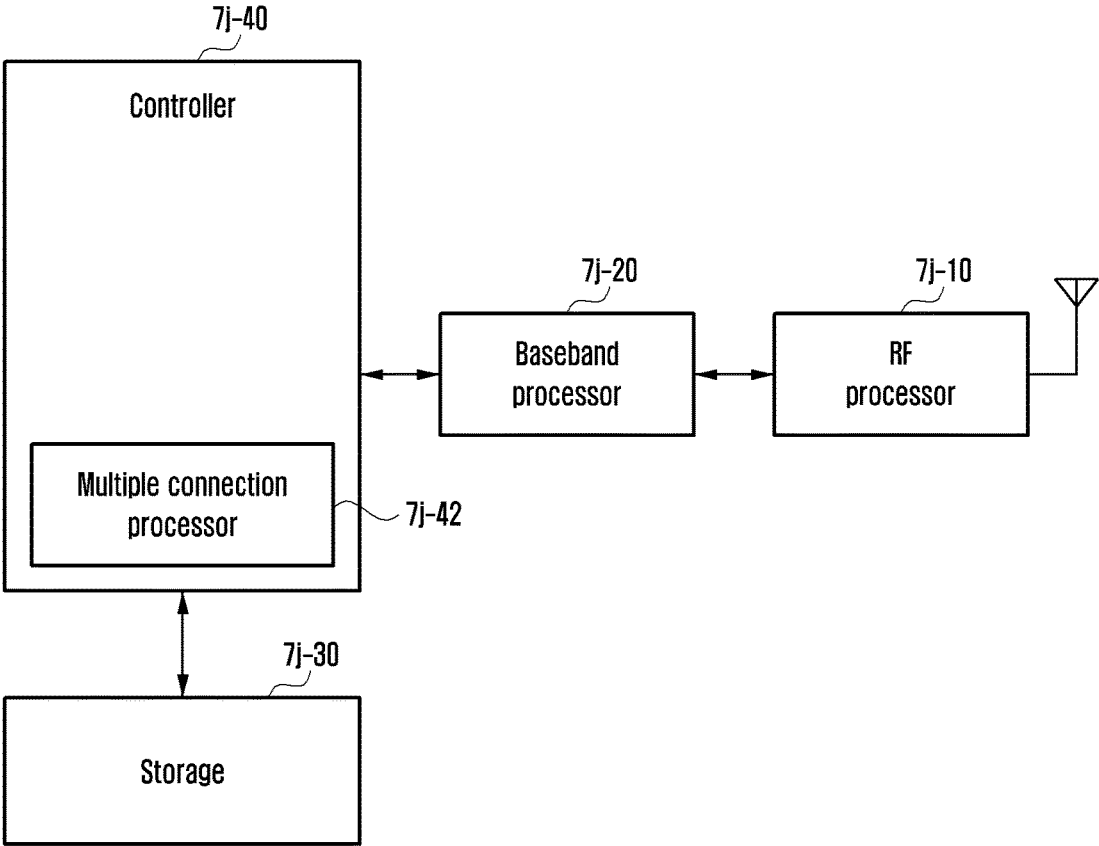 7j-40
Controller
7j-20
7j-10
Baseband
processor
RF
processor
Multiple connection
processor
7j-42
7j-30
Storage